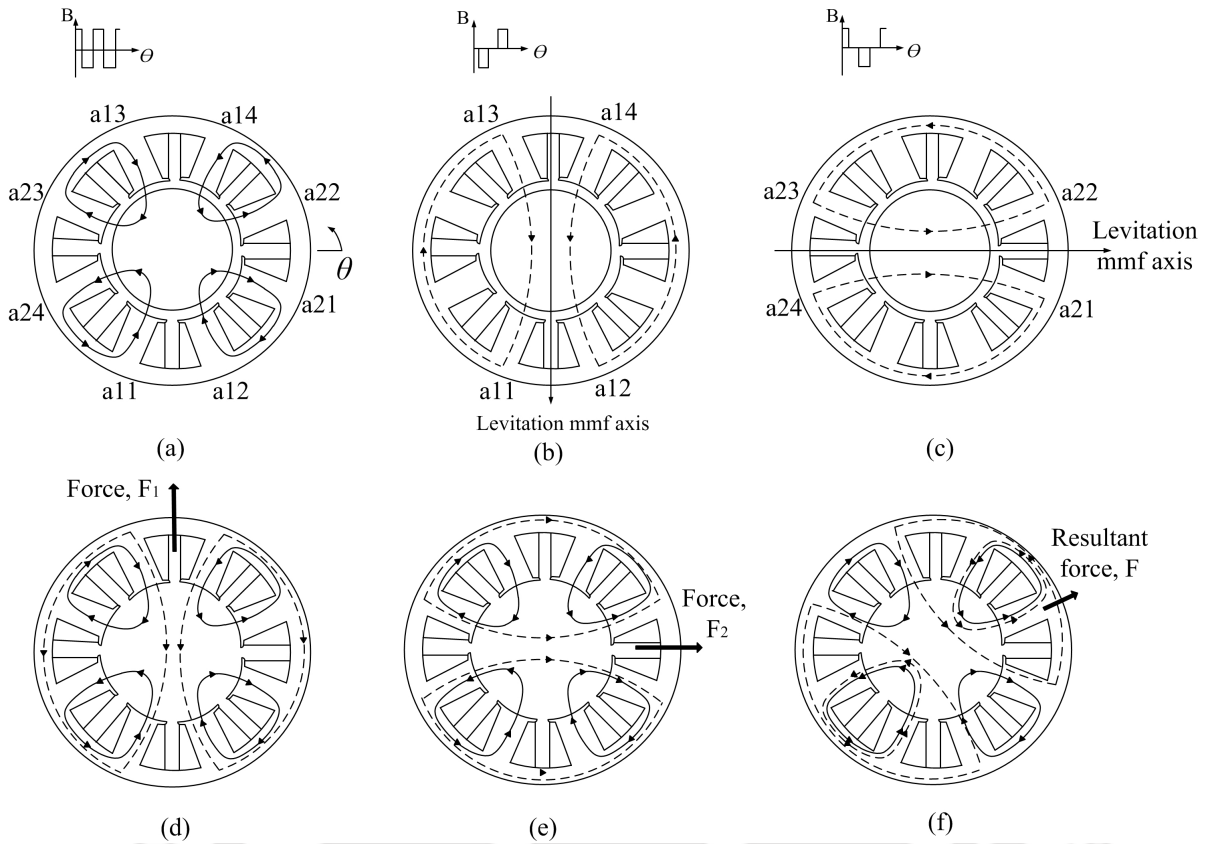 B
θ
B
θ
B
θ
a13
a14
a23
a22
θ
a24
a21
a11
a12
(a)
a13
a14
a11
a12
Levitation mmf axis
(b)
a23
a22
Levitation
mmf axis
a24
a21
(c)
Force, F1
(d)
Force,
F2
(e)
Resultant
force, F
(f)